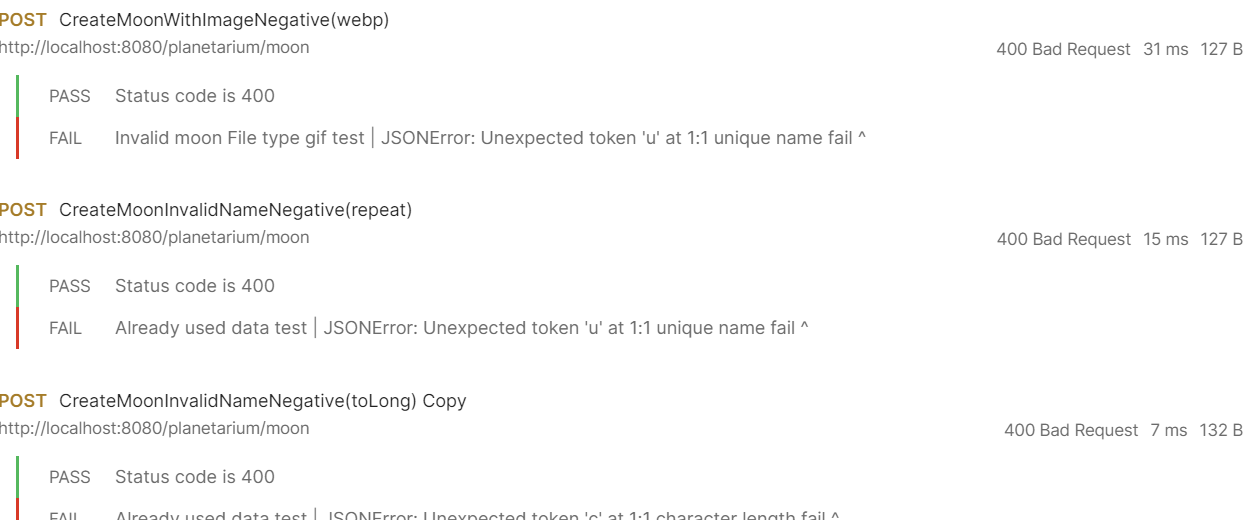 POST CreateMoonWithImageNegative(webp)
http://localhost:8080/planetarium/moon 400 Bad Request 31 ms 127 B
PASS Status code is 400
FAIL Invalid moon File type gif test | JSONError: Unexpected token 'u' at 1:1 unique name fail ^
POST CreateMoonInvalidNameNegative(repeat)
http://localhost:8080/planetarium/moon 400 Bad Request 15 ms 127 B
PASS Status code is 400
FAIL Already used data test | JSONError: Unexpected token 'u' at 1:1 unique name fail ^
POST CreateMoonInvalidNameNegative(toLong) Copy
http://localhost:8080/planetarium/moon 400 Bad Request 7 ms 132 B
PASS Status code is 400
FAIL Already used data test | JSONError: Unexpected token 'c' at 1:1 character length fail ^